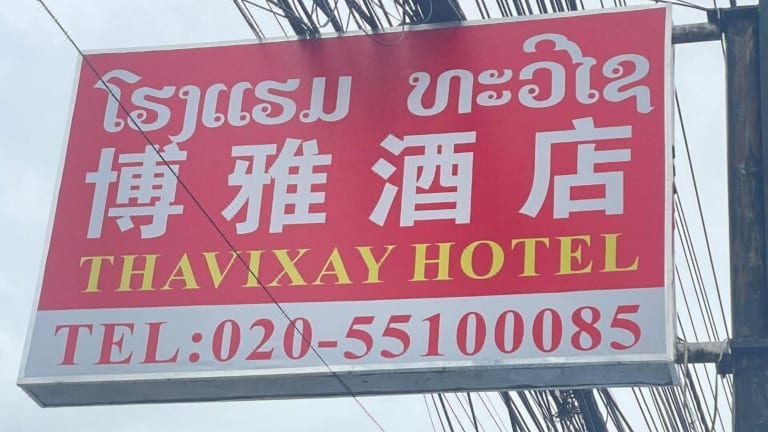 ໂຮງແຮມ ທະວີໄຊ
博雅酒店
THAVIXAY HOTEL
TEL:020-55100085